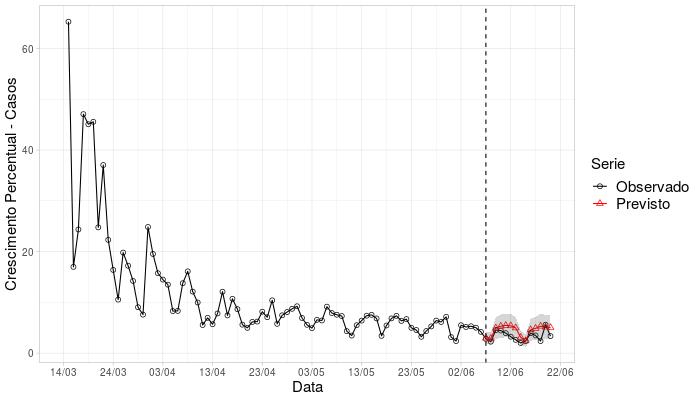 Crescimento Percentual - Casos
60
40
20
0
14/03 24/03 03/04 13/04 23/04 03/05 13/05 23/05 02/06 12/06 22/06
Data
Serie
Observado
Previsto